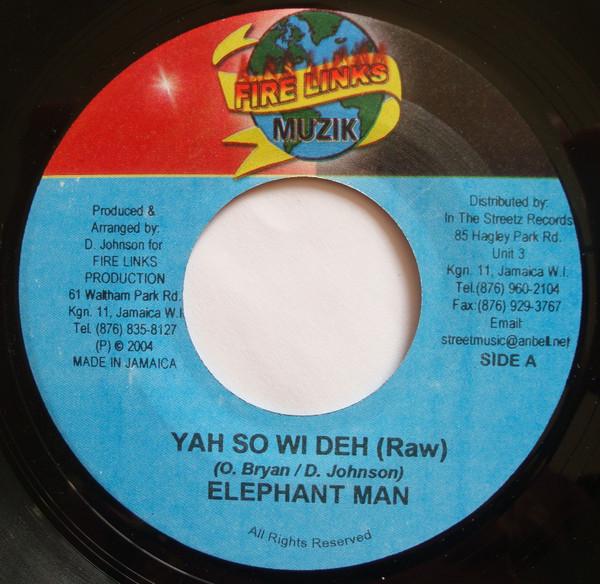 FIRE LINKS
MUZIK
Produced &
Arranged by:
D. Johnson for
FIRE LINKS
PRODUCTION
61 Waltham Park Rd.
Kgn. 11, Jamaica W.I
Tel. (876) 835-8127
(P) © 2004
MADE IN JAMAICA
Distributed by:
In The Streetz Records
85 Hagley Park Rd.
Unit 3
Kgn. 11, Jamaica W.I.
Tel.(876) 960-2104
Fax:(876) 929-3767
Email:
streetmusic@anbell.net
SIDE A
YAH SO WI DEH (Raw)
(O. Bryan / D. Johnson)
ELEPHANT MAN
All Rights Reserved